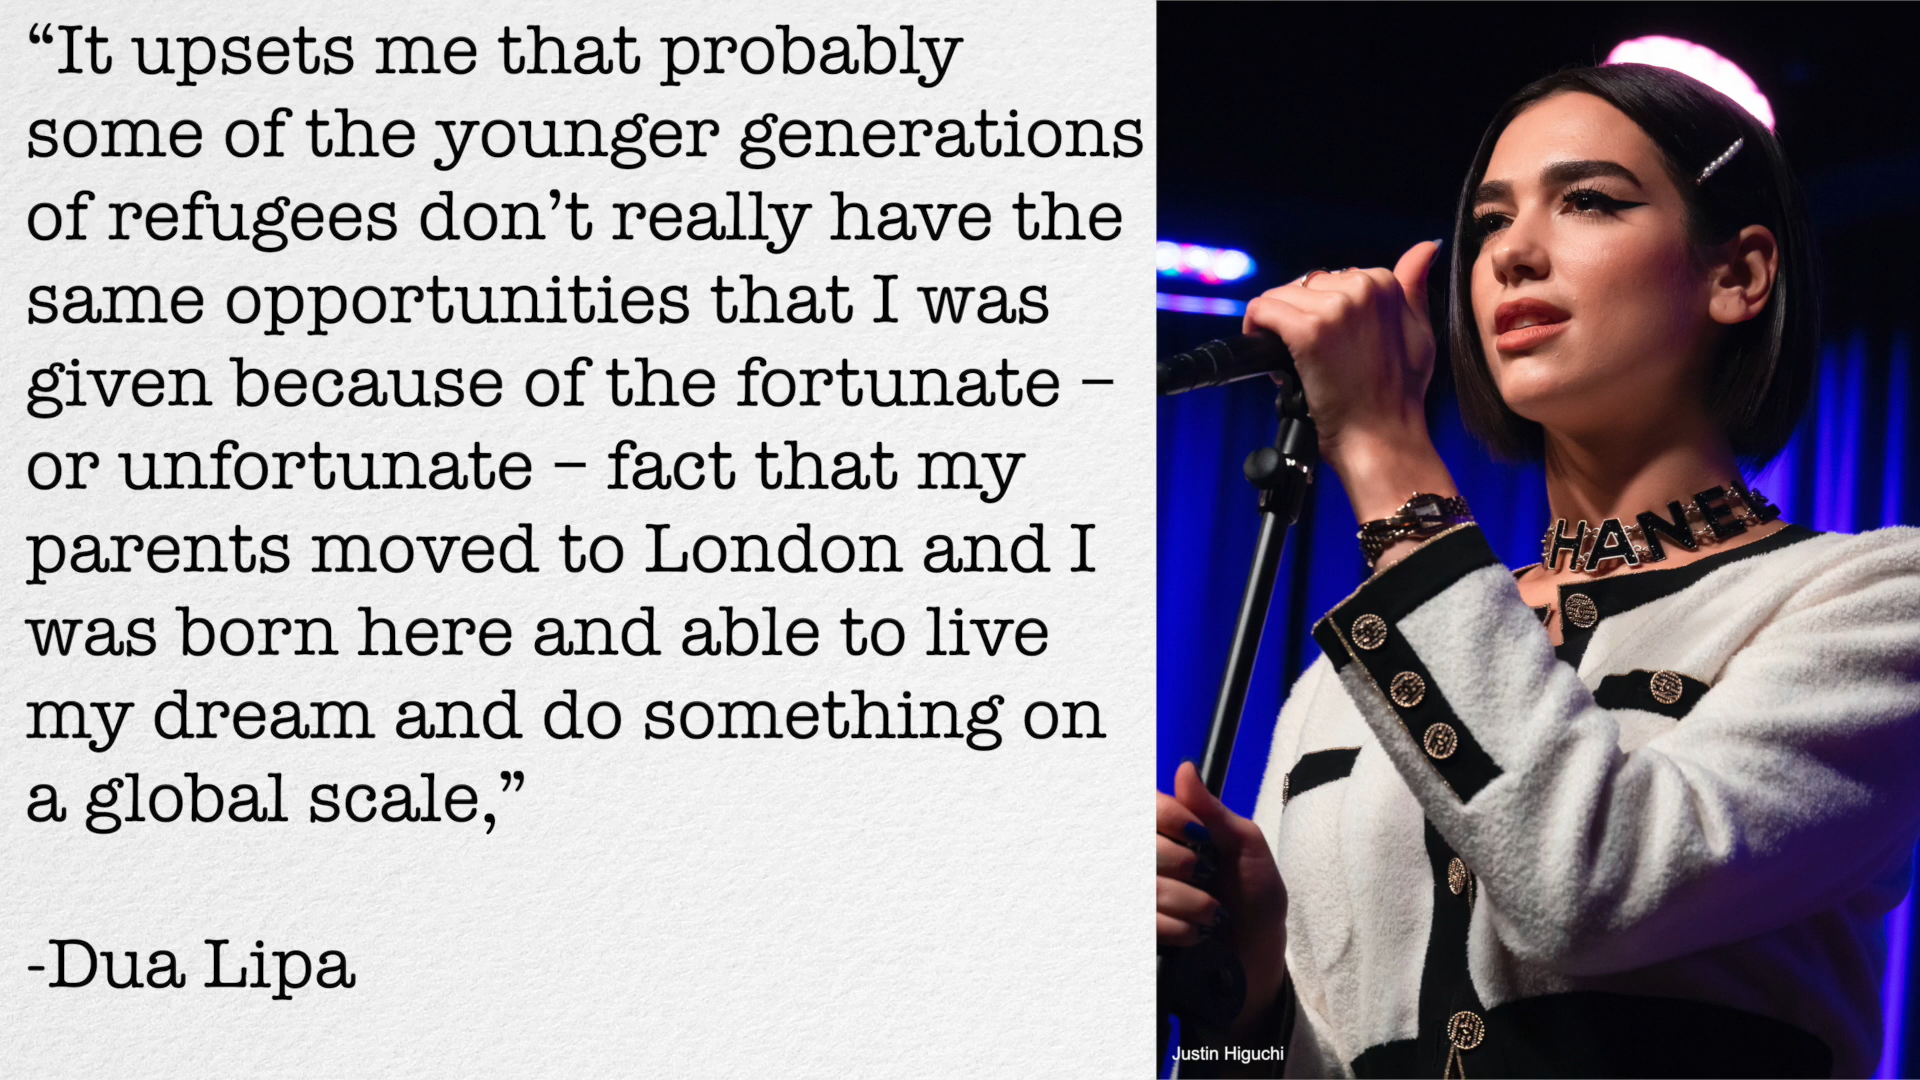 “It upsets me that probably
some of the younger generations
of refugees don’t really have the
same opportunities that I was
given because of the fortunate –
or unfortunate – fact that my
parents moved to London and I
was born here and able to live
my dream and do something on
a global scale,”
-Dua Lipa
HANEL
Justin Higuchi